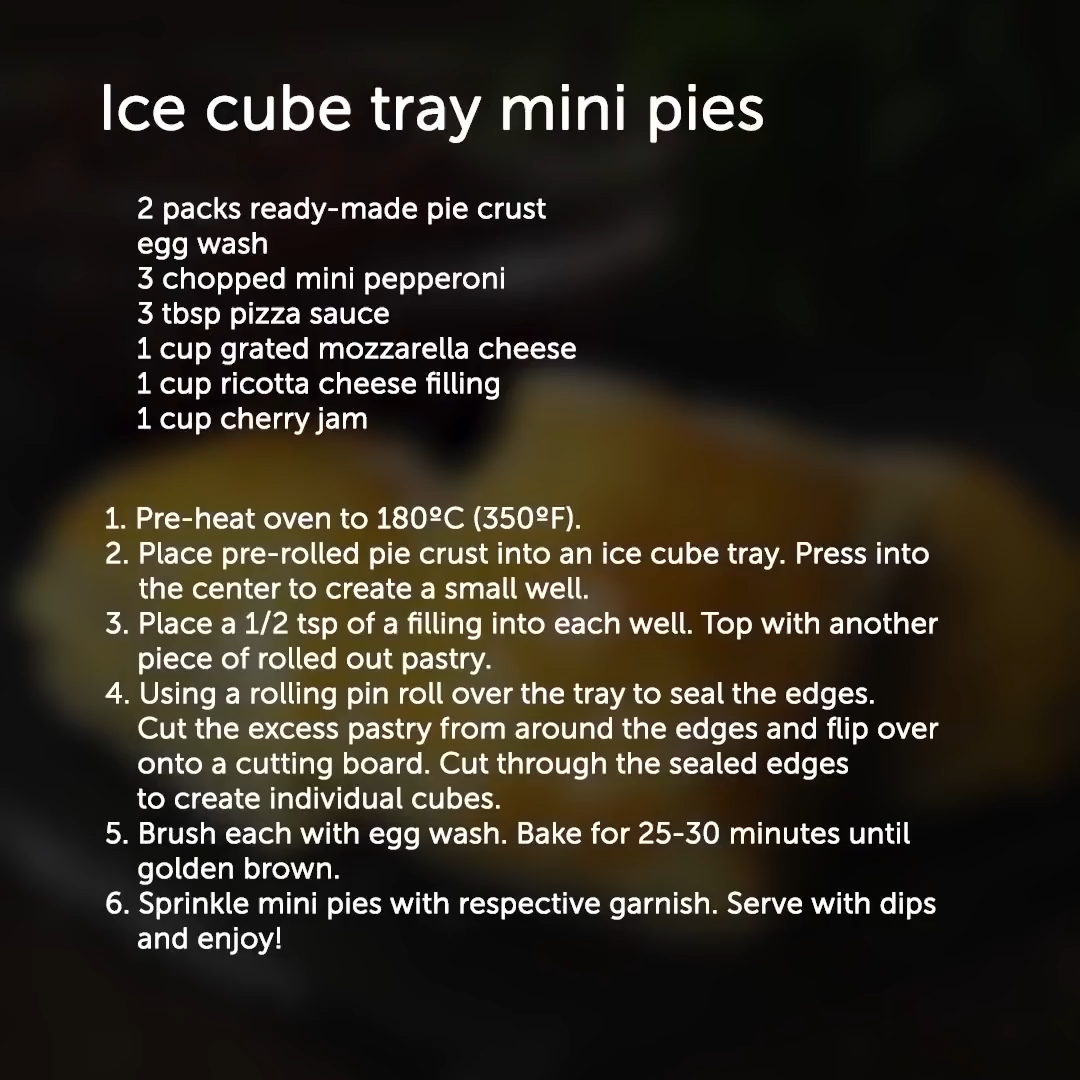 Ice cube tray mini pies
2 packs ready-made pie crust
egg wash
3 chopped mini pepperoni
3 tbsp pizza sauce
1 cup grated mozzarella cheese
1 cup ricotta cheese filling
1 cup cherry jam
1. Pre-heat oven to 180ºC (350ºF).
2. Place pre-rolled pie crust into an ice cube tray. Press into
the center to create a small well.
3. Place a 1/2 tsp of a filling into each well. Top with another
piece of rolled out pastry.
4. Using a rolling pin roll over the tray to seal the edges.
Cut the excess pastry from around the edges and flip over
onto a cutting board. Cut through the sealed edges
to create individual cubes.
5. Brush each with egg wash. Bake for 25-30 minutes until
golden brown.
6. Sprinkle mini pies with respective garnish. Serve with dips
and enjoy!